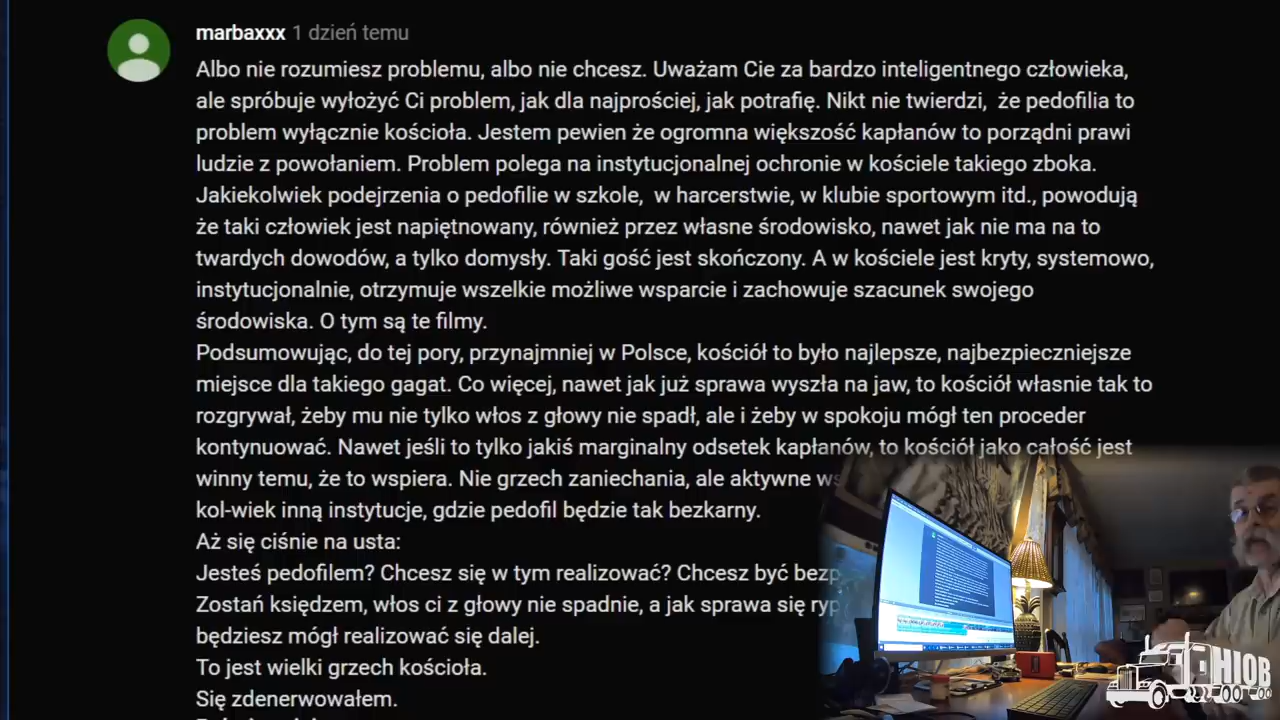 marbaxxx 1 dzień temu
Albo nie rozumiesz problemu, albo nie chcesz. Uważam Cie za bardzo inteligentnego człowieka,
ale spróbuje wyłożyć Ci problem, jak dla najprościej, jak potrafię. Nikt nie twierdzi, że pedofilia to
problem wyłącznie kościoła. Jestem pewien że ogromna większość kapłanów to porządni prawi
ludzie z powołaniem. Problem polega na instytucjonalnej ochronie w kościele takiego zboka.
Jakiekolwiek podejrzenia o pedofilie w szkole, w harcerstwie, w klubie sportowym itd., powodują
że taki człowiek jest napiętnowany, również przez własne środowisko, nawet jak nie ma na to
twardych dowodów, a tylko domysły. Taki gość jest skończony. A w kościele jest kryty, systemowo,
instytucjonalnie, otrzymuje wszelkie możliwe wsparcie i zachowuje szacunek swojego
środowiska. O tym są te filmy.
Podsumowując, do tej pory, przynajmniej w Polsce, kościół to było najlepsze, najbezpieczniejsze
miejsce dla takiego gagat. Co więcej, nawet jak już sprawa wyszła na jaw, to kościół własnie tak to
rozgrywał, żeby mu nie tylko włos z głowy nie spadł, ale i żeby w spokoju mógł ten proceder
kontynuować. Nawet jeśli to tylko jakiś marginalny odsetek kapłanów, to kościół jako całość jest
winny temu, że to wspiera. Nie grzech zaniechania, ale aktywne
kol-wiek inną instytucje, gdzie pedofil będzie tak bezkarny.
Aż się ciśnie na usta:
Jesteś pedofilem? Chcesz się w tym realizować? Chcesz być
Zostań księdzem, włos ci z głowy nie spadnie, a jak sprawa się
będziesz mógł realizować się dalej.
To jest wielki grzech kościoła.
Się zdenerwowałem.
HIOB